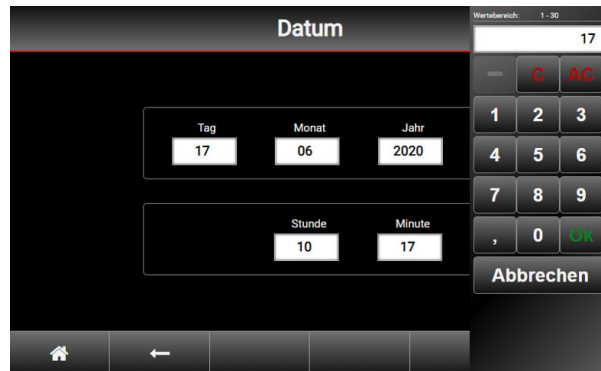 Datum
Wertebereich: 1 - 30
17
– C AC
1 2 3
4 5 6
7 8 9
, 0 OK
Abbrechen
Tag Monat Jahr
17 06 2020
Stunde Minute
10 17